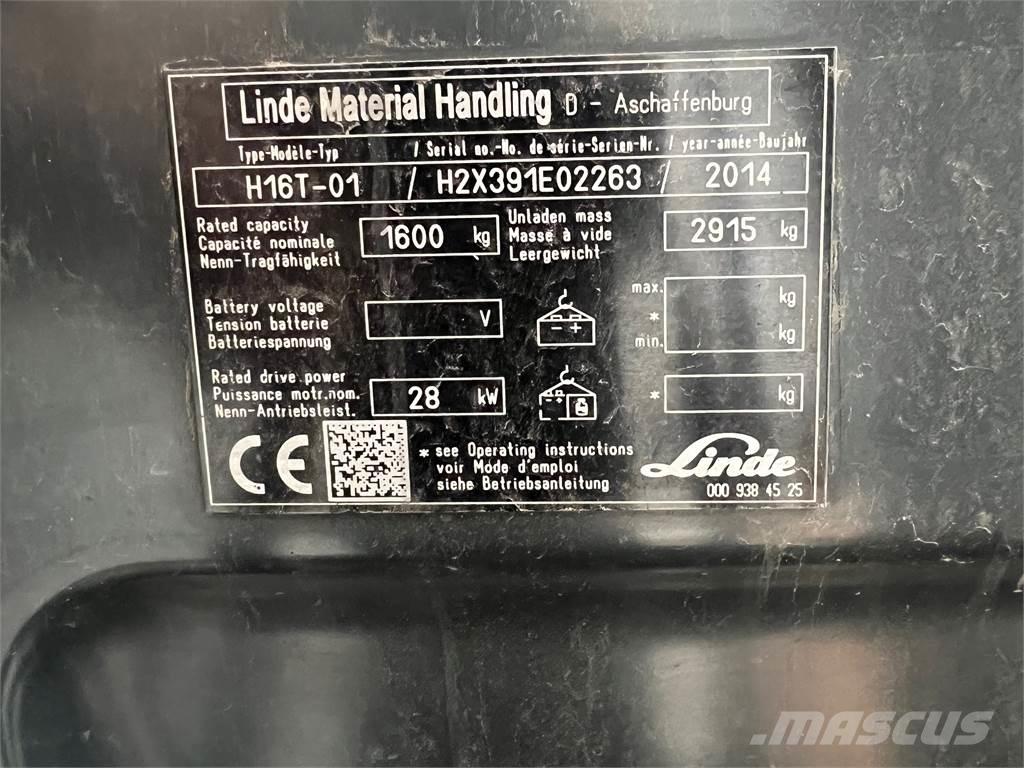 Linde Material Handling D - Aschaffenburg
Type-Modèle-Typ / Serial no.-No. de série-Serien-Nr. / year-année-Baujahr
H16T-01 / H2X391E02263 / 2014
Rated capacity
Capacité nominale
Nenn-Tragfähigkeit
1600 kg
Unladen mass
Masse à vide
Leergewicht
2915 kg
Battery voltage
Tension batterie
Batteriespannung
V
- +
max. kg
*
min. kg
Rated drive power
Puissance motr.nom.
Nenn-Antriebsleist.
28 kW
- +
* kg
CE
* see Operating instructions
voir Mode d'emploi
siehe Betriebsanleitung
Linde
000 938 45 25
MASCUS